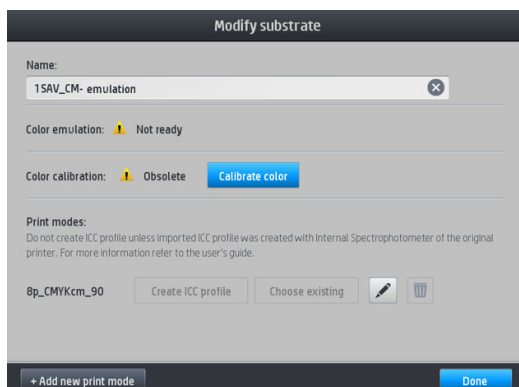 Modify substrate
Name:
1SAV_CM- emulation
Color emulation: Not ready
Color calibration: Obsolete Calibrate color
Print modes:
Do not create ICC profile unless imported ICC profile was created with Internal Spectrophotometer of the original
printer. For more information refer to the user's guide.
8p_CMYKcm_90 Create ICC profile Choose existing
+ Add new print mode Done